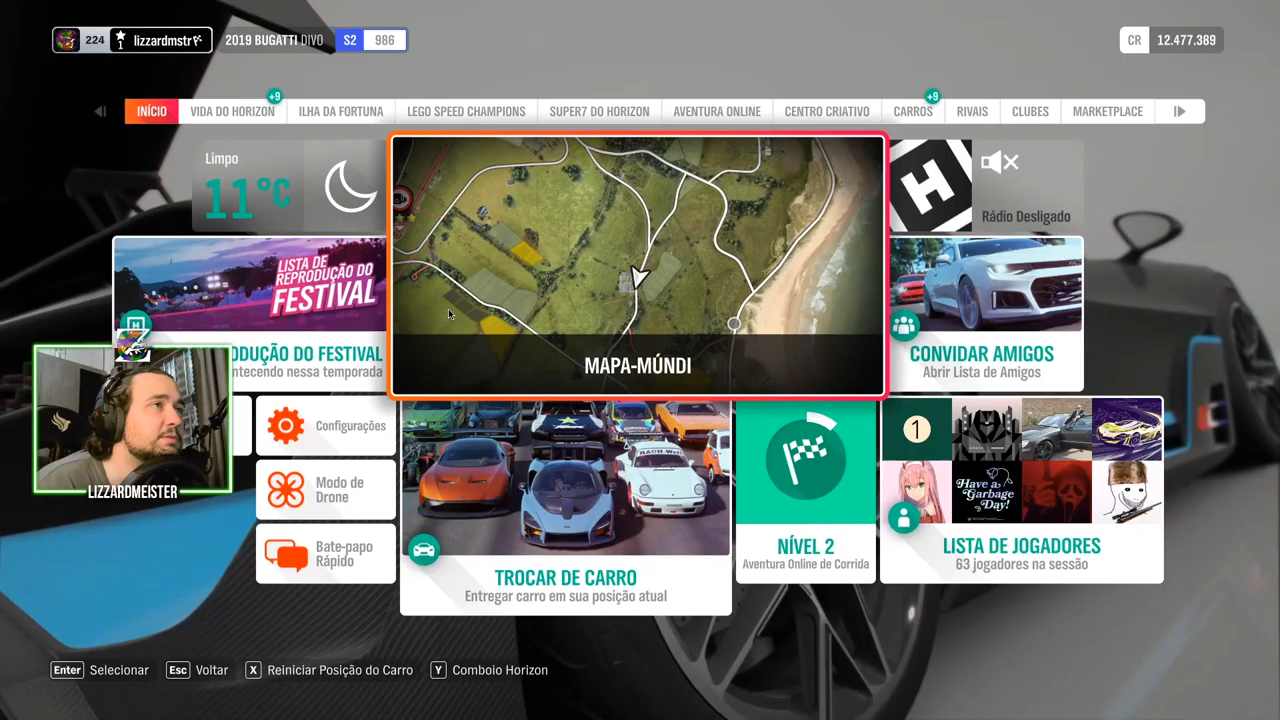 224 1 lizzardmstr 2019 BUGATTI DIVO S2 986
CR 12.477.389
INÍCIO VIDA DO HORIZON +9 ILHA DA FORTUNA LEGO SPEED CHAMPIONS SUPER7 DO HORIZON AVENTURA ONLINE CENTRO CRIATIVO CARROS +9 RIVAIS CLUBES MARKETPLACE
Limpo
11°C
H
Rádio Desligado
LISTA DE
REPRODUÇÃO DO
FESTIVAL
ODUÇÃO DO FESTIVAL
ntecendo nessa temporada
MAPA-MÚNDI
CONVIDAR AMIGOS
Abrir Lista de Amigos
LIZZARDMEISTER
Configurações
Modo de
Drone
Bate-papo
Rápido
RAUH-Welt
TROCAR DE CARRO
Entregar carro em sua posição atual
NÍVEL 2
Aventura Online de Corrida
1
Have a
Garbage
Day!
LISTA DE JOGADORES
63 jogadores na sessão
Enter Selecionar Esc Voltar X Reiniciar Posição do Carro Y Comboio Horizon